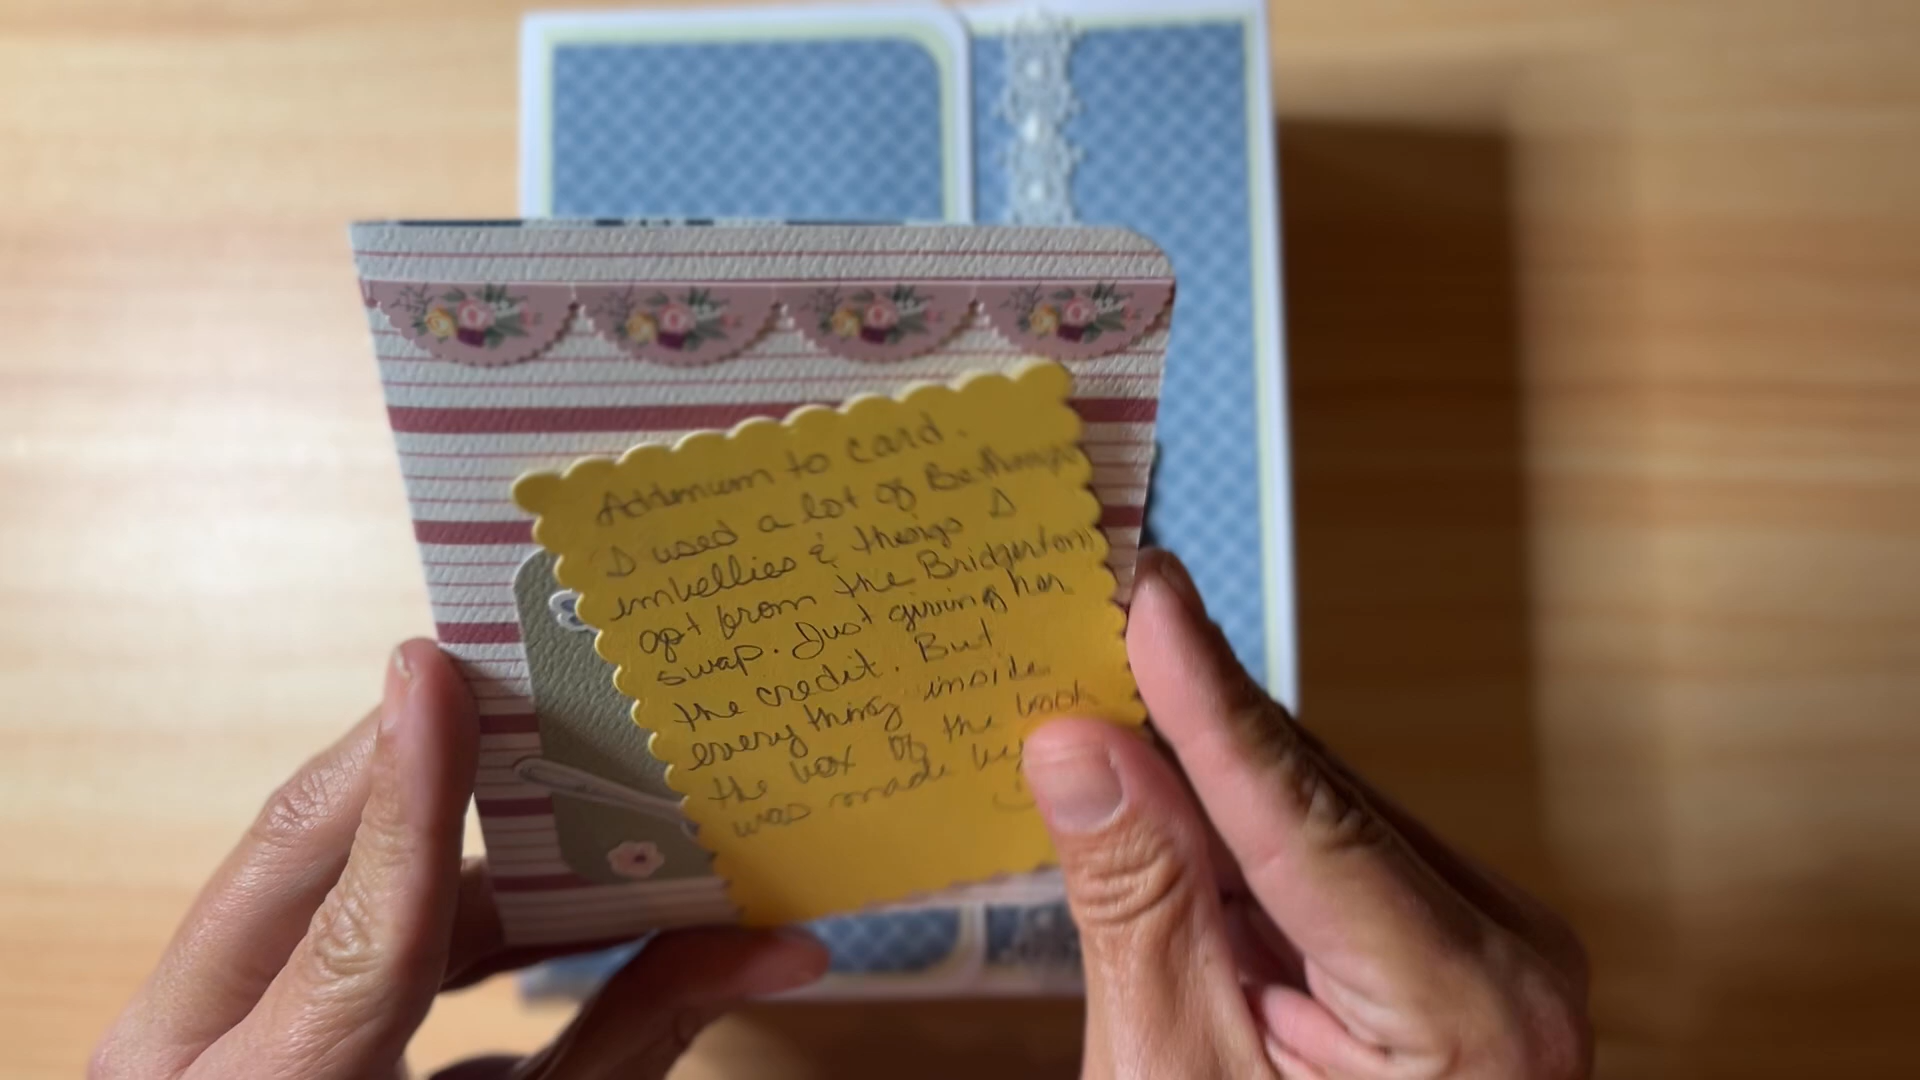 Addmum to card.
I used a lot of
embellies & things I
got from the Bridgerton
swap. Just giving her
the credit. But
everything inside
the box of the book
was made by